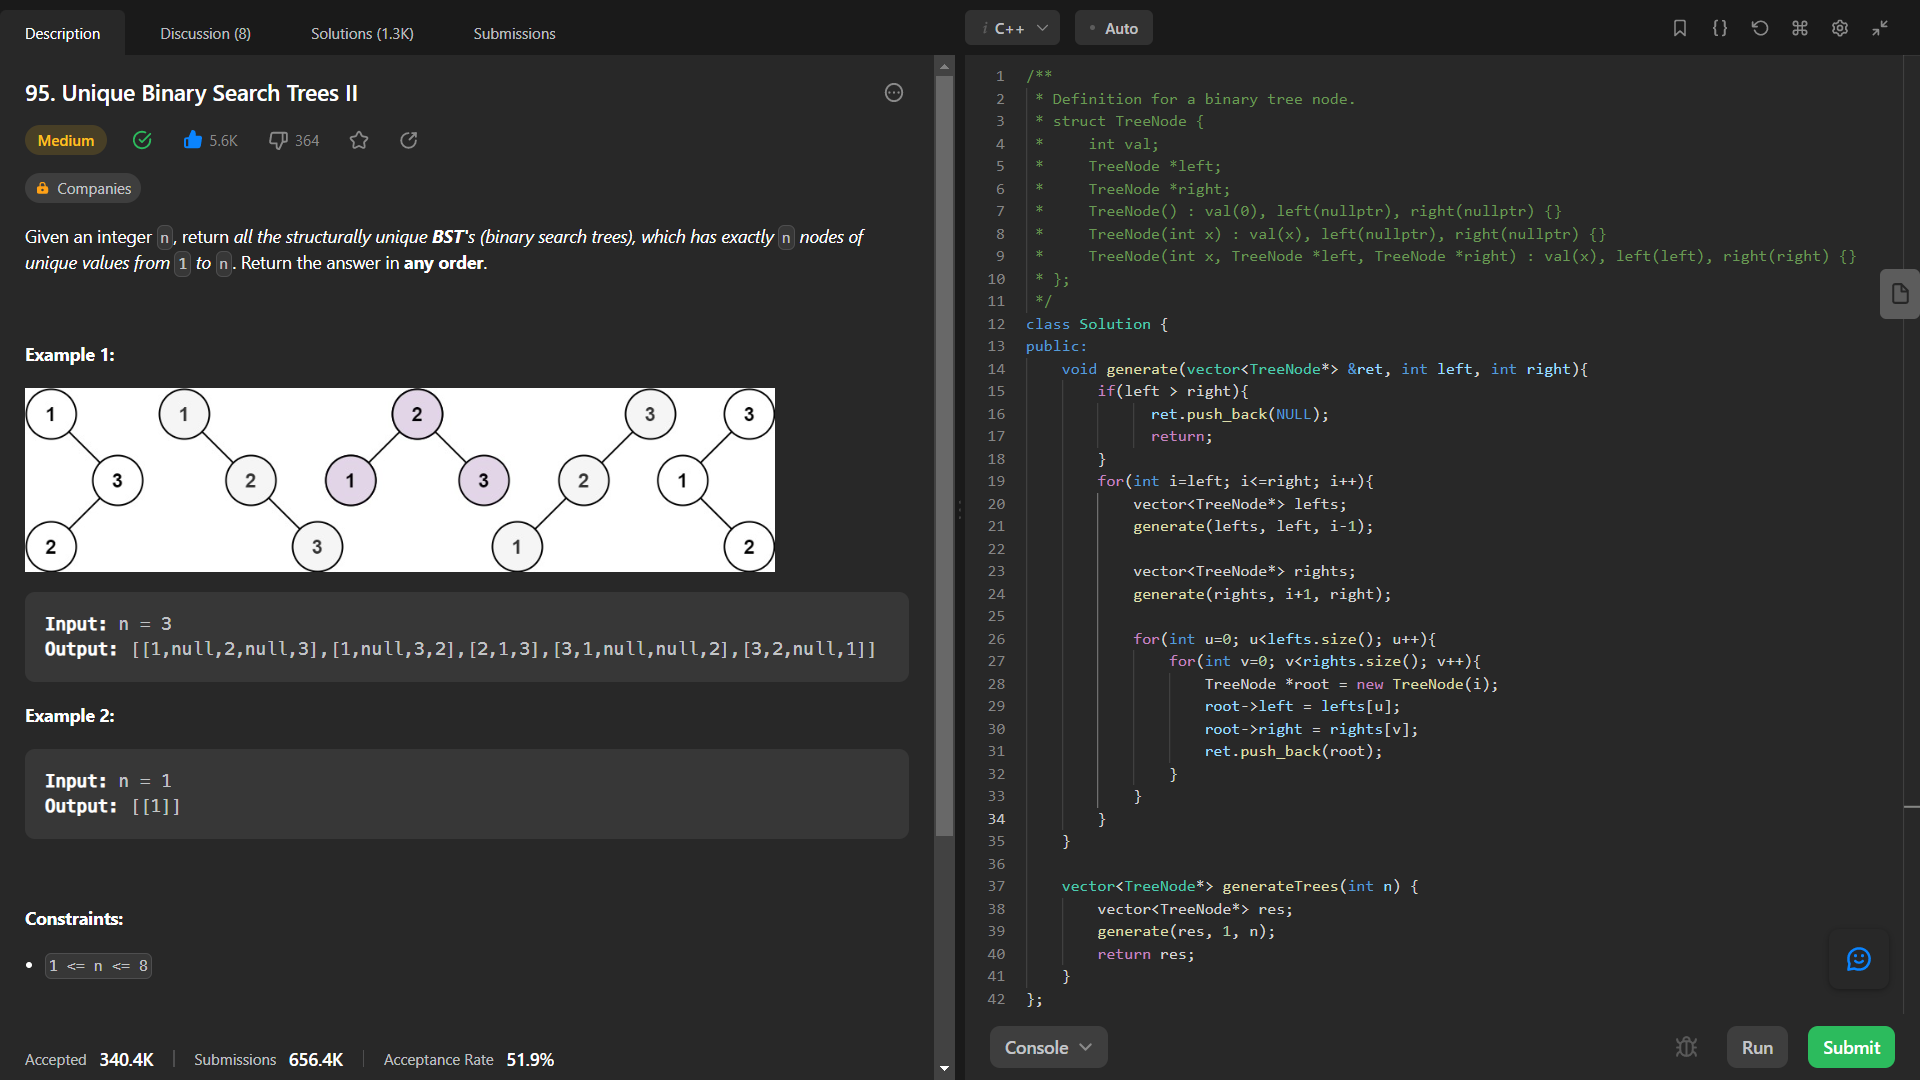 Description
Discussion (8)
Solutions (1.3K)
Submissions
95. Unique Binary Search Trees II
Medium
5.6K
364
Companies
Given an integer n, return all the structurally unique BST's (binary search trees), which has exactly n nodes of
unique values from 1 to n. Return the answer in any order.
Example 1:
1 1 2 3 3
3 2 1 3 2 1
2 3 1 2
Input: n = 3
Output: [[1,null,2,null,3],[1,null,3,2],[2,1,3],[3,1,null,null,2],[3,2,null,1]]
Example 2:
Input: n = 1
Output: [[1]]
Constraints:
• 1 <= n <= 8
Accepted 340.4K | Submissions 656.4K | Acceptance Rate 51.9%
i C++
• Auto
1 /**
2  * Definition for a binary tree node.
3  * struct TreeNode {
4  *     int val;
5  *     TreeNode *left;
6  *     TreeNode *right;
7  *     TreeNode() : val(0), left(nullptr), right(nullptr) {}
8  *     TreeNode(int x) : val(x), left(nullptr), right(nullptr) {}
9  *     TreeNode(int x, TreeNode *left, TreeNode *right) : val(x), left(left), right(right) {}
10  * };
11  */
12 class Solution {
13 public:
14     void generate(vector<TreeNode*> &ret, int left, int right){
15         if(left > right){
16               ret.push_back(NULL);
17               return;
18         }
19         for(int i=left; i<=right; i++){
20             vector<TreeNode*> lefts;
21             generate(lefts, left, i-1);
22
23             vector<TreeNode*> rights;
24             generate(rights, i+1, right);
25
26             for(int u=0; u<lefts.size(); u++){
27                 for(int v=0; v<rights.size(); v++){
28                     TreeNode *root = new TreeNode(i);
29                     root->left = lefts[u];
30                     root->right = rights[v];
31                     ret.push_back(root);
32                 }
33             }
34         }
35     }
36
37     vector<TreeNode*> generateTrees(int n) {
38         vector<TreeNode*> res;
39         generate(res, 1, n);
40         return res;
41     }
42 };
Console
Run
Submit